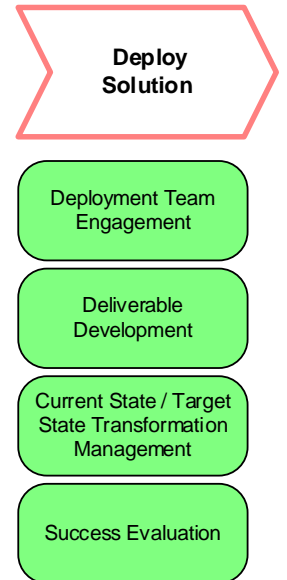 Deploy
Solution
Deployment Team
Engagement
Deliverable
Development
Current State / Target
State Transformation
Management
Success Evaluation